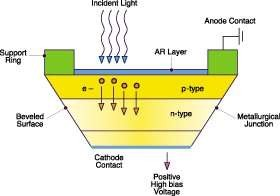 Incident Light
Anode Contact
Support
Ring
AR Layer
e –
p-type
n-type
Beveled
Surface
Metallurgical
Junction
Cathode
Contact
Positive
High bias
Voltage